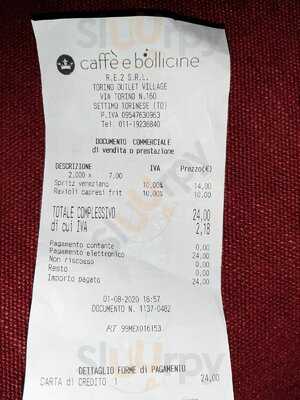 caffè e bollicine
R.E.2 S.R.L.
TORINO OUTLET VILLAGE
VIA TORINO N.160
SETTIMO TORINESE (TO)
P.IVA 09547630963
Tel. 011-19236840
DOCUMENTO COMMERCIALE
di vendita o prestazione
DESCRIZIONE IVA Prezzo(€)
2,000 x 7,00
Spritz veneziano 10,00% 14,00
Ravioli capresi frit 10,00% 10,00
TOTALE COMPLESSIVO 24,00
di cui IVA 2,18
Pagamento contante 0,00
Pagamento elettronico 24,00
Non riscosso 0,00
Resto 0,00
Importo pagato 24,00
01-08-2020 16:57
DOCUMENTO N. 1137-0482
RT 99MEX016153
DETTAGLIO FORME di PAGAMENTO
CARTA di CREDITO 1 24,00
sluurpy
sluurpy
sluurpy